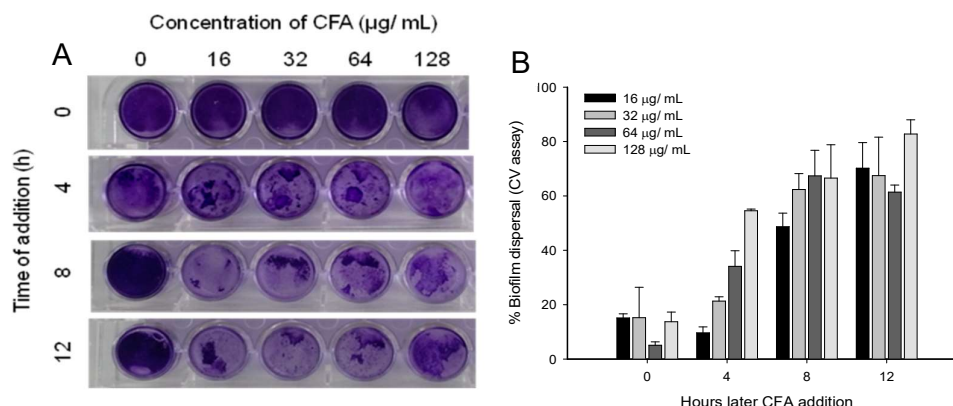 Concentration of CFA (µg/ mL)
A
0 16 32 64 128
Time of addition (h)
0
4
8
12
B
% Biofilm dispersal (CV assay)
100
80
60
40
20
0
16 µg/ mL
32 µg/ mL
64 µg/ mL
128 µg/ mL
0 4 8 12
Hours later CFA addition